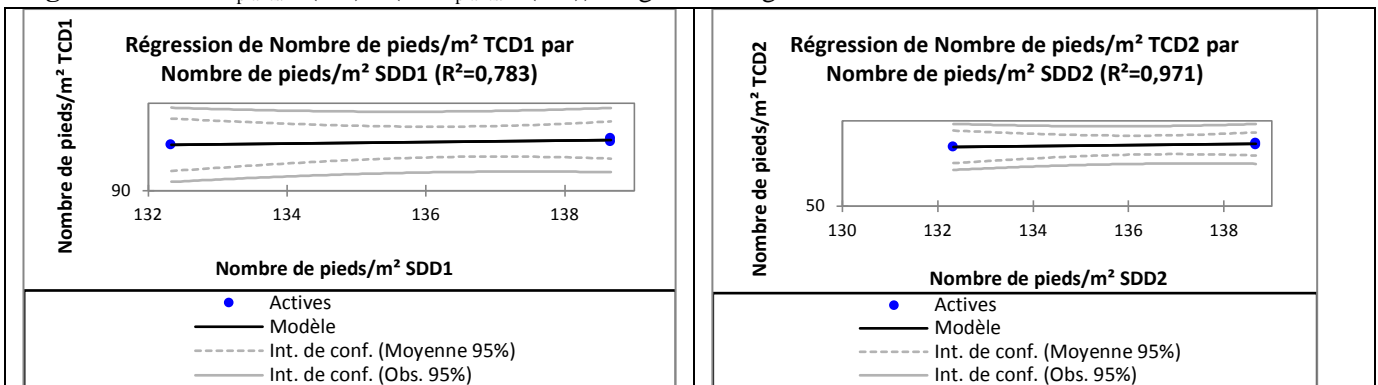 Régression de Nombre de pieds/m² TCD1 par
Nombre de pieds/m² SDD1 (R²=0,783)
Nombre de pieds/m² TCD1
90
132
134
136
138
Nombre de pieds/m² SDD1
Actives
Modèle
Int. de conf. (Moyenne 95%)
Int. de conf. (Obs. 95%)
Régression de Nombre de pieds/m² TCD2 par
Nombre de pieds/m² SDD2 (R²=0,971)
Nombre de pieds/m² TCD2
50
130
132
134
136
138
Nombre de pieds/m² SDD2
Actives
Modèle
Int. de conf. (Moyenne 95%)
Int. de conf. (Obs. 95%)